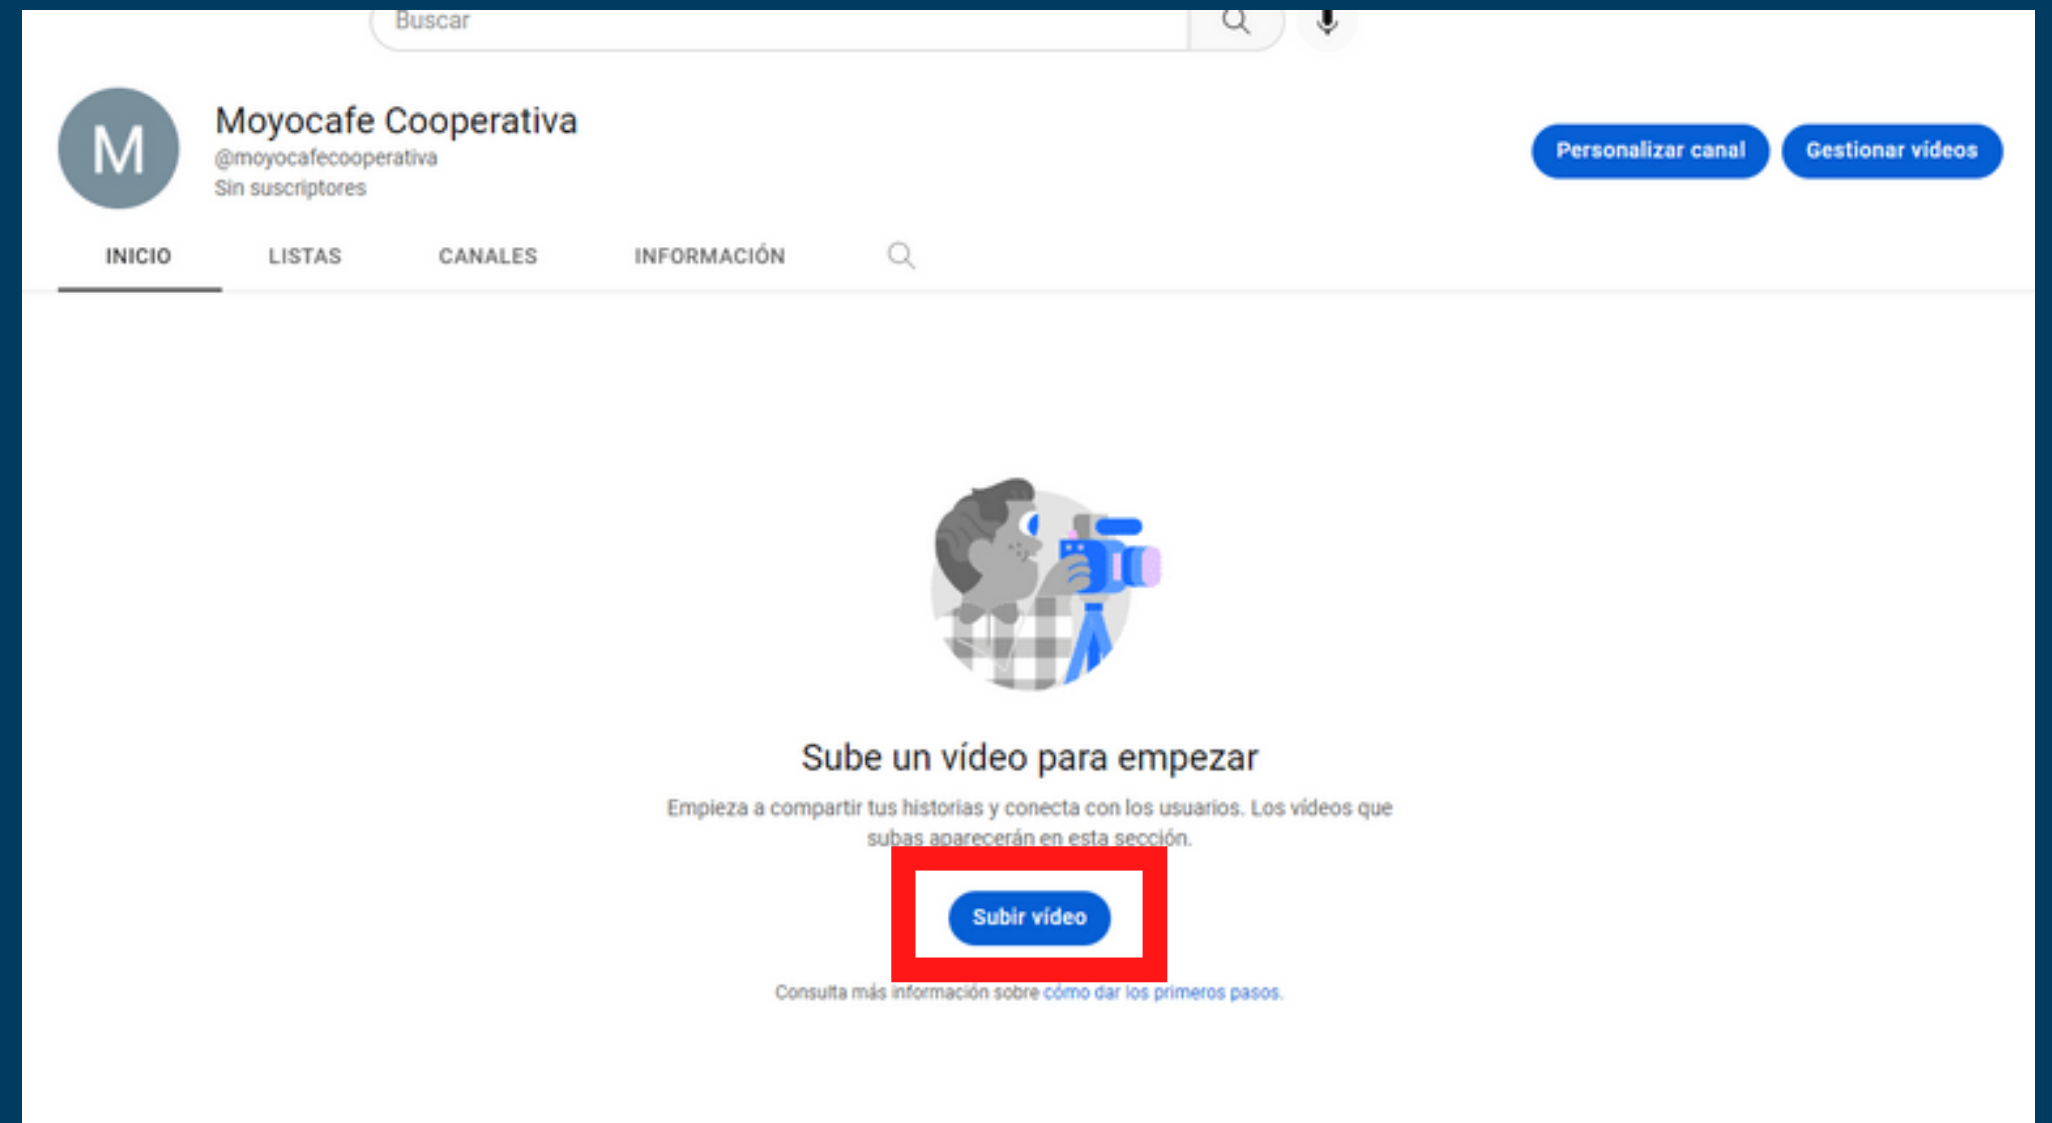 Buscar
M
Moyocafe Cooperativa
@moyocafecooperativa
Sin suscriptores
Personalizar canal
Gestionar vídeos
INICIO
LISTAS
CANALES
INFORMACIÓN
Sube un vídeo para empezar
Empieza a compartir tus historias y conecta con los usuarios. Los vídeos que
subas aparecerán en esta sección.
Subir vídeo
Consulta más información sobre cómo dar los primeros pasos.